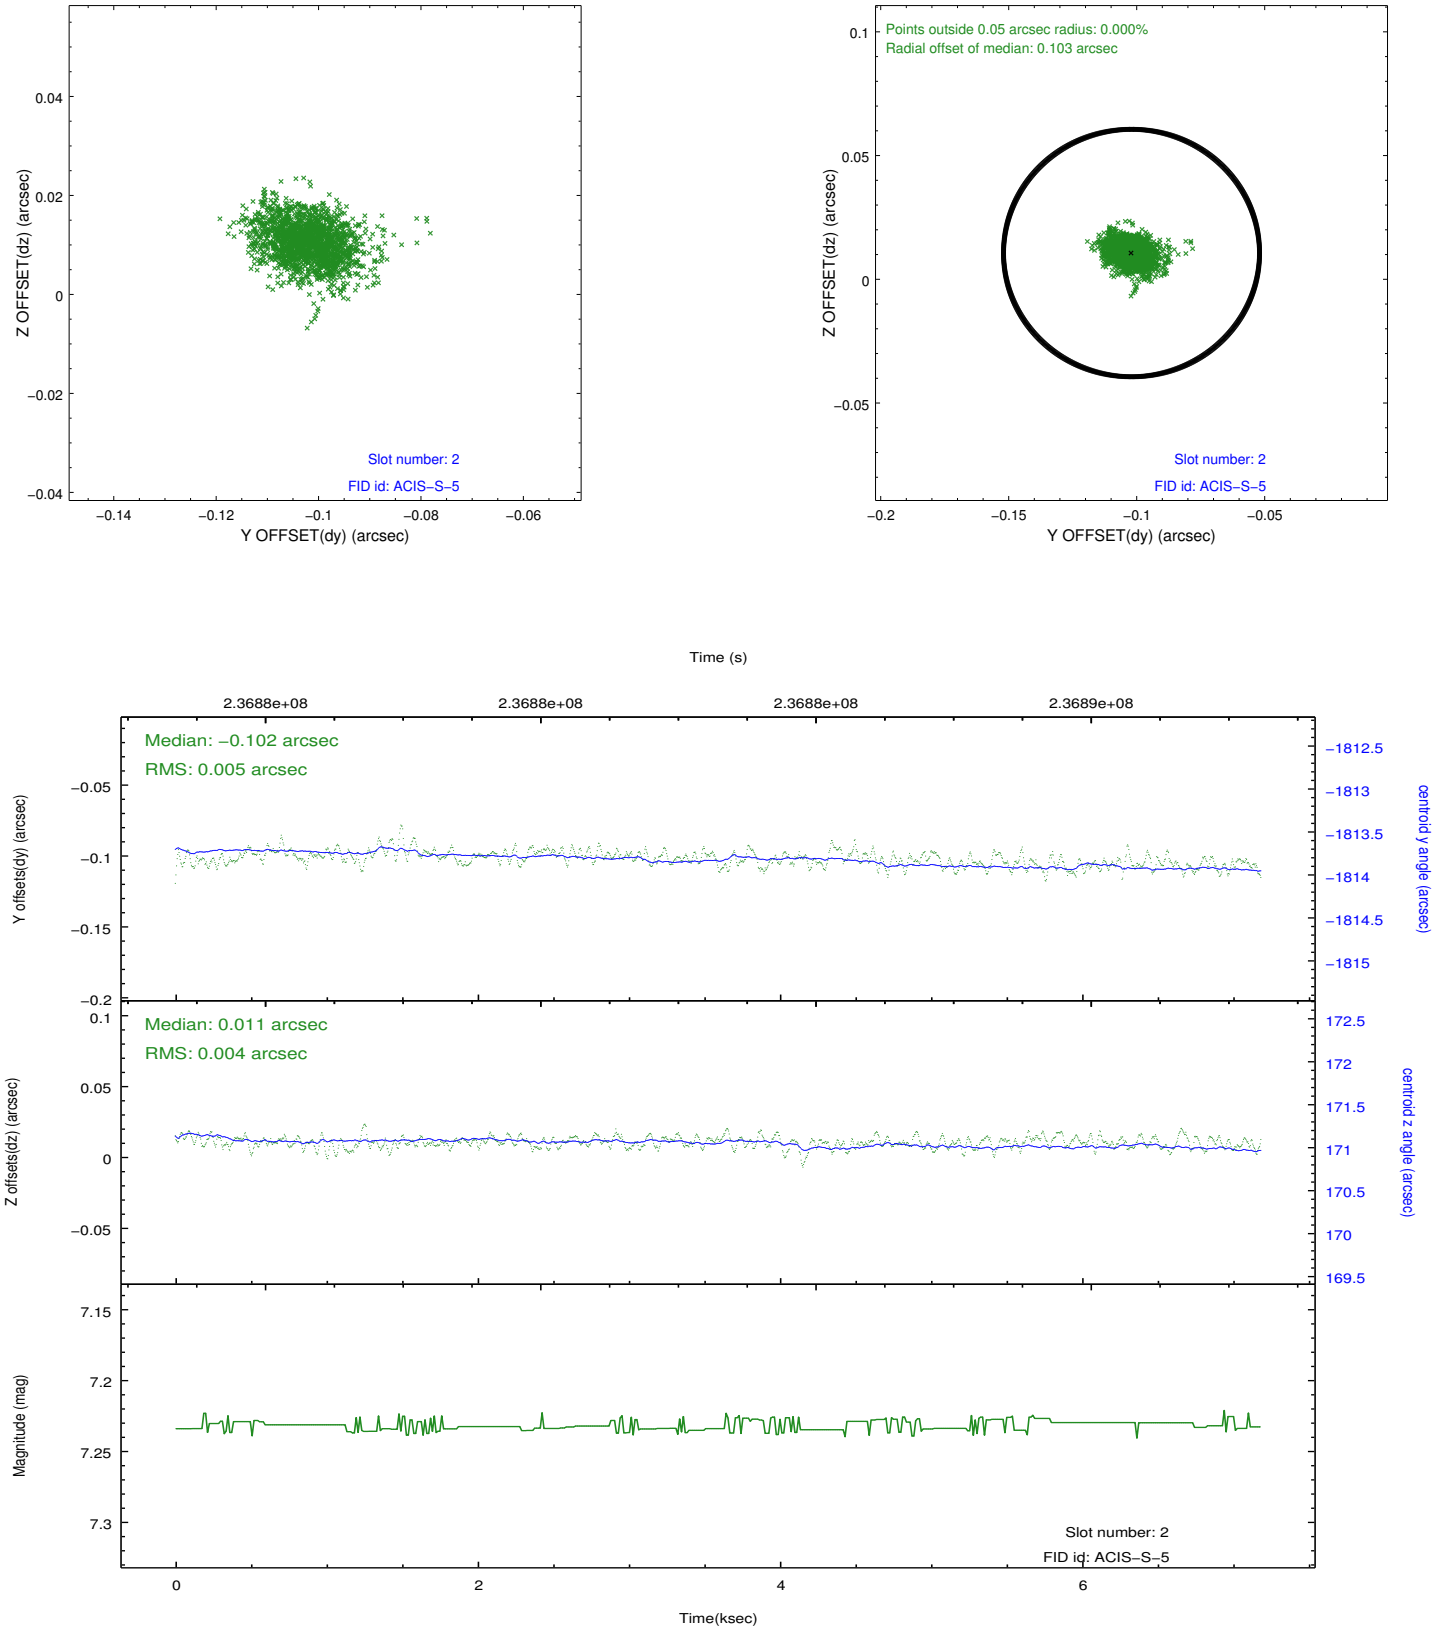 0.04
0.02
0
−0.02
−0.04
Z OFFSET(dz) (arcsec)
Slot number: 2
FID id: ACIS−S−5
−0.14
−0.12
−0.1
−0.08
−0.06
Y OFFSET(dy) (arcsec)
Points outside 0.05 arcsec radius: 0.000%
Radial offset of median: 0.103 arcsec
0.1
0.05
0
−0.05
Z OFFSET(dz) (arcsec)
Slot number: 2
FID id: ACIS−S−5
−0.2
−0.15
−0.1
−0.05
Y OFFSET(dy) (arcsec)
Time (s)
2.3688e+08
2.3688e+08
2.3688e+08
2.3689e+08
Median: −0.102 arcsec
RMS: 0.005 arcsec
−0.05
−0.1
−0.15
−0.2
Y offsets(dy) (arcsec)
−1812.5
−1813
−1813.5
−1814
−1814.5
−1815
centroid y angle (arcsec)
Median: 0.011 arcsec
RMS: 0.004 arcsec
0.1
0.05
0
−0.05
Z offsets(dz) (arcsec)
172.5
172
171.5
171
170.5
170
169.5
centroid z angle (arcsec)
7.15
7.2
7.25
7.3
Magnitude (mag)
Slot number: 2
FID id: ACIS−S−5
0
2
4
6
Time(ksec)